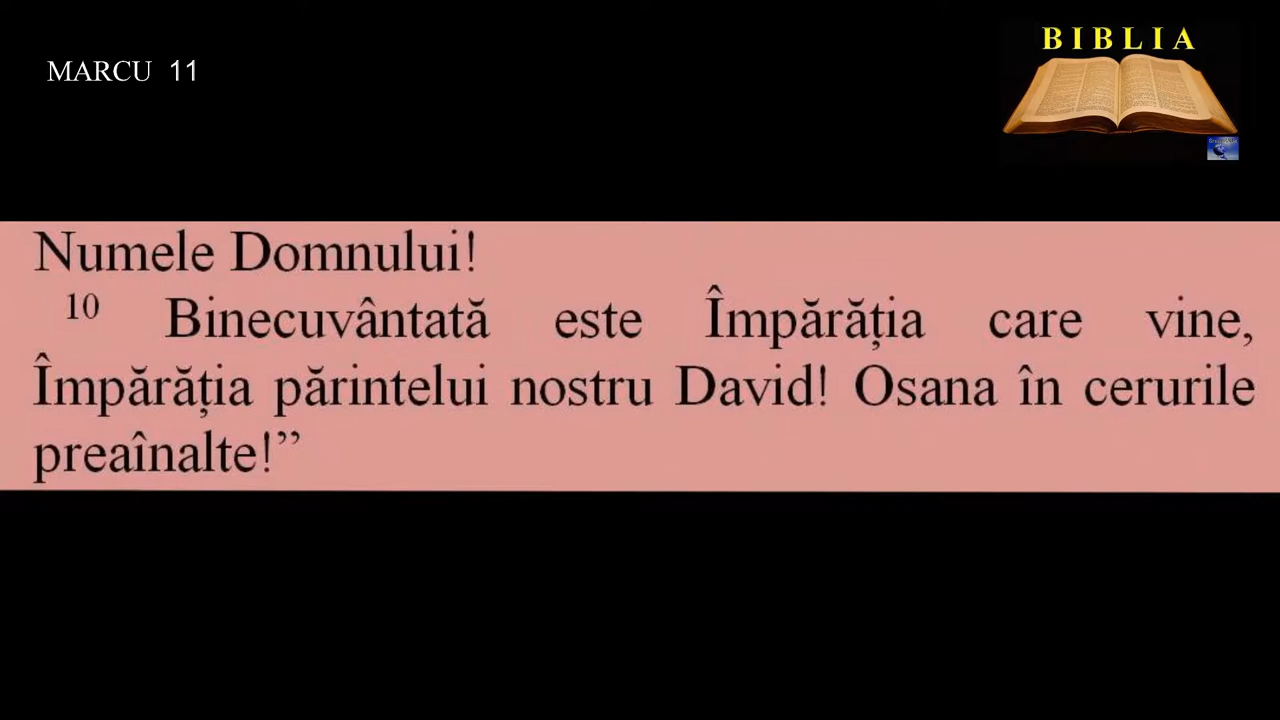 MARCU 11
BIBLIA
Numele Domnului!
10 Binecuvântată este Împărăția care vine,
Împărăția părintelui nostru David! Osana în cerurile
preaînalte!”